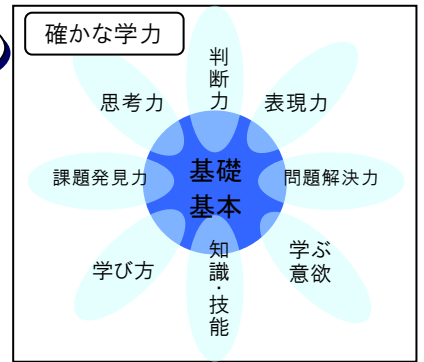 確かな学力
判断力
思考力
表現力
課題発見力
基礎
基本
問題解決力
学び方
知識・技能
学ぶ
意欲